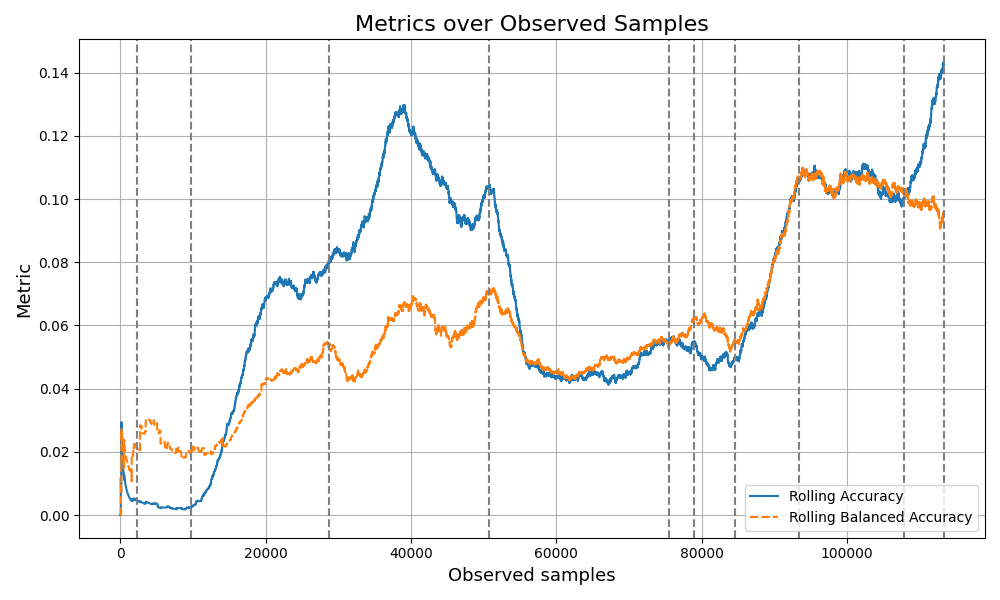 Metrics over Observed Samples
Metric
0.14
0.12
0.10
0.08
0.06
0.04
0.02
0.00
0 20000 40000 60000 80000 100000
Observed samples
Rolling Accuracy
Rolling Balanced Accuracy